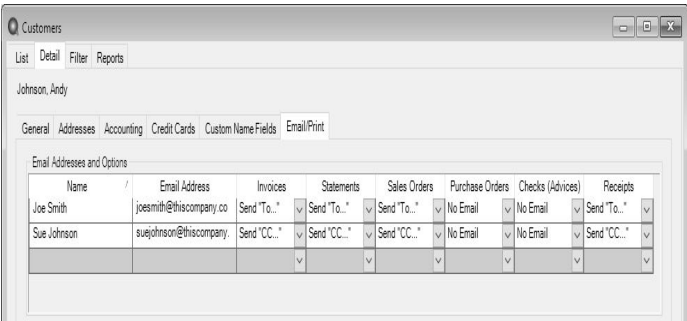 Customers
List Detail Filter Reports
Johnson, Andy
General Addresses Accounting Credit Cards Custom Name Fields Email/Print
Email Addresses and Options
Name / Email Address Invoices Statements Sales Orders Purchase Orders Checks (Advices) Receipts
Joe Smith joesmith@thiscompany.co Send "To..." Send "To..." Send "To..." No Email No Email Send "To..."
Sue Johnson suejohnson@thiscompany. Send "CC..." Send "CC..." Send "CC..." No Email No Email Send "CC..."